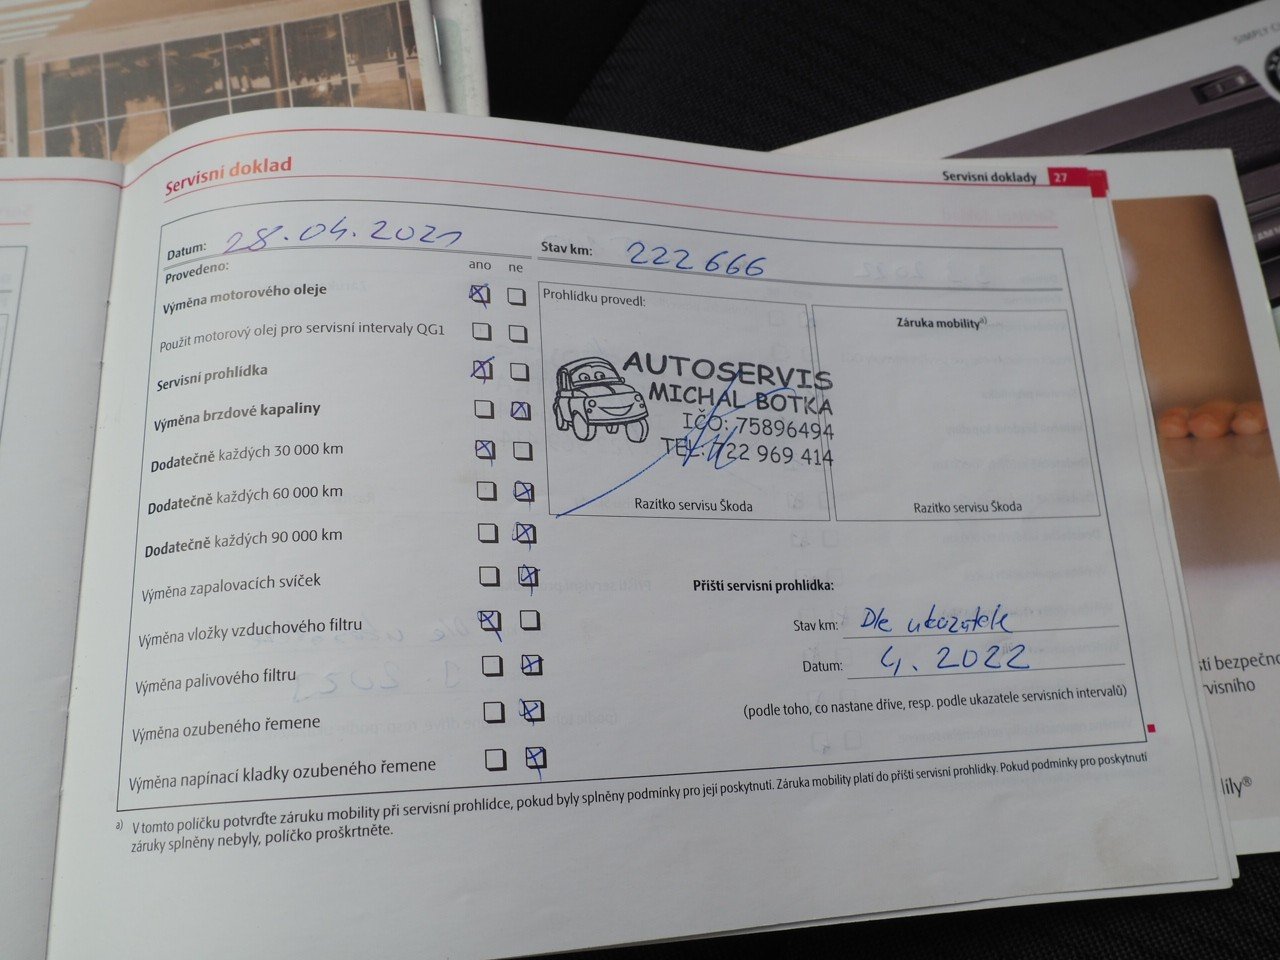 SIMPLY
Servisní doklad
Servisní doklady 27
Datum: 28.04.2021
Stav km: 222 666
Provedeno:
ano ne
Výměna motorového oleje
Použit motorový olej pro servisní intervaly QG1
Servisní prohlídka
Výměna brzdové kapaliny
Dodatečně každých 30 000 km
Dodatečně každých 60 000 km
Dodatečně každých 90 000 km
Výměna zapalovacích svíček
Výměna vložky vzduchového filtru
Výměna palivového filtru
Výměna ozubeného řemene
Výměna napínací kladky ozubeného řemene
Prohlídku provedl:
AUTOSERVIS
MICHAL BOTKA
IČO: 75896494
TEL: 722 969 414
Razítko servisu Škoda
Záruka mobility a)
Razítko servisu Škoda
Příští servisní prohlídka:
Stav km: Dle ukazatele
Datum: 4. 2022
(podle toho, co nastane dříve, resp. podle ukazatele servisních intervalů)
a) V tomto políčku potvrďte záruku mobility při servisní prohlídce, pokud byly splněny podmínky pro její poskytnutí. Záruka mobility platí do příští servisní prohlídky. Pokud podmínky pro poskytnutí
záruky splněny nebyly, políčko proškrtněte.